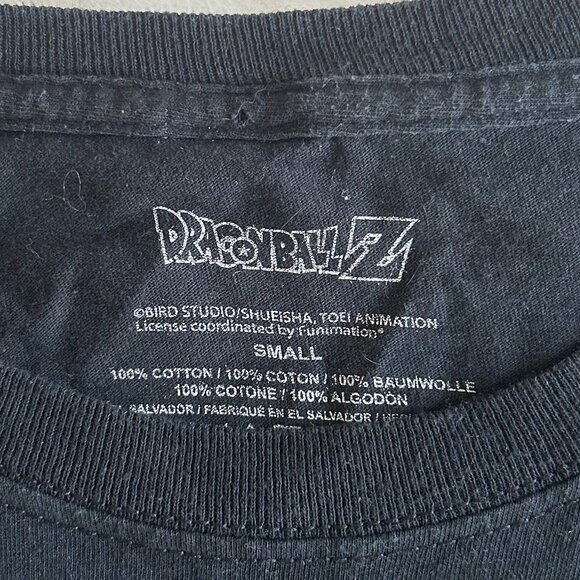 DRAGONBALL Z
©BIRD STUDIO/SHUEISHA, TOEI ANIMATION
License coordinated by Funimation®
SMALL
100% COTTON / 100% COTON / 100% BAUMWOLLE
100% COTONE / 100% ALGODÓN
SALVADOR / FABRIQUÉ EN EL SALVADOR /